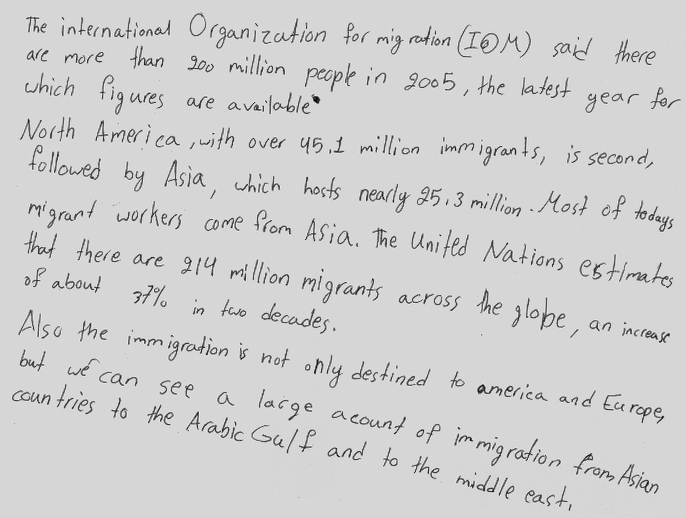 The international Organization for migration (IOM) said there
are more than 200 million people in 2005, the latest year for
which figures are available.
North America, with over 45.1 million immigrants, is second,
followed by Asia, which hosts nearly 25.3 million. Most of todays
migrant workers come from Asia. The United Nations estimates
that there are 214 million migrants across the globe, an increase
of about 37% in two decades.
Also the immigration is not only destined to america and Europe,
but we can see a large acount of immigration from Asian
countries to the Arabic Gulf and to the middle east.